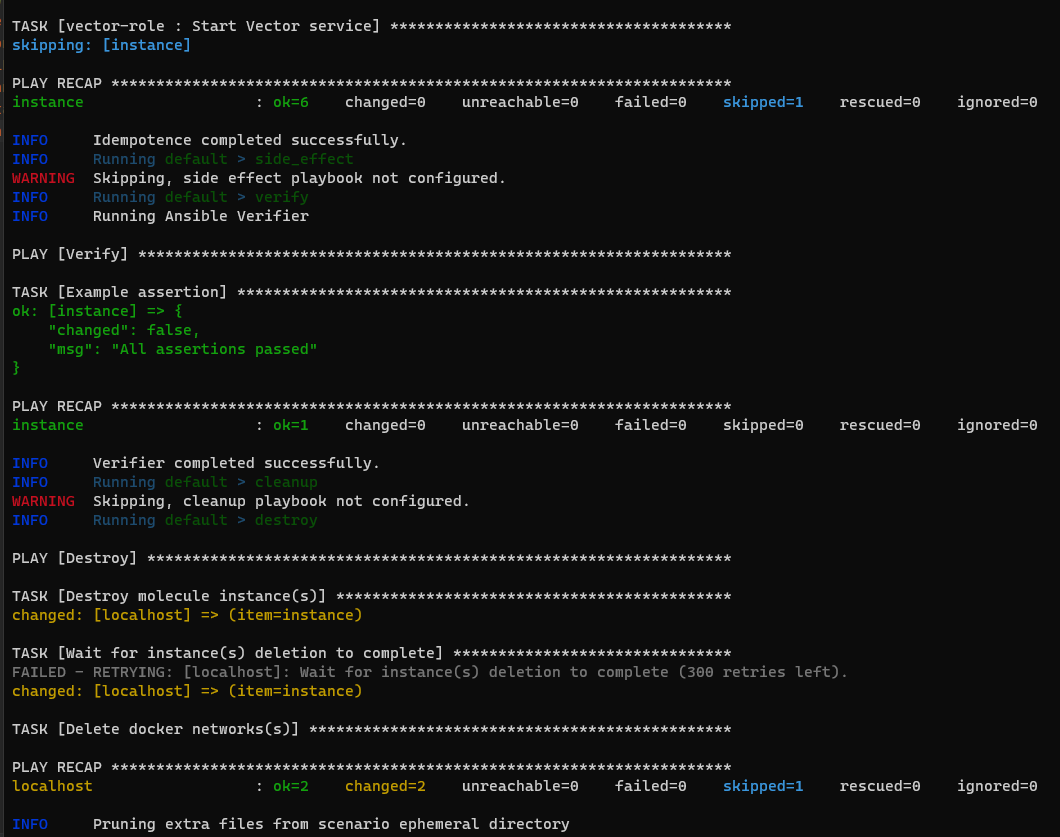 TASK [vector-role : Start Vector service] **************************************
skipping: [instance]
PLAY RECAP *********************************************************************
instance                   : ok=6    changed=0    unreachable=0    failed=0    skipped=1    rescued=0    ignored=0
INFO     Idempotence completed successfully.
INFO     Running default > side_effect
WARNING  Skipping, side effect playbook not configured.
INFO     Running default > verify
INFO     Running Ansible Verifier
PLAY [Verify] ******************************************************************
TASK [Example assertion] *******************************************************
ok: [instance] => {
    "changed": false,
    "msg": "All assertions passed"
}
PLAY RECAP *********************************************************************
instance                   : ok=1    changed=0    unreachable=0    failed=0    skipped=0    rescued=0    ignored=0
INFO     Verifier completed successfully.
INFO     Running default > cleanup
WARNING  Skipping, cleanup playbook not configured.
INFO     Running default > destroy
PLAY [Destroy] *****************************************************************
TASK [Destroy molecule instance(s)] ********************************************
changed: [localhost] => (item=instance)
TASK [Wait for instance(s) deletion to complete] *******************************
FAILED - RETRYING: [localhost]: Wait for instance(s) deletion to complete (300 retries left).
changed: [localhost] => (item=instance)
TASK [Delete docker networks(s)] ***********************************************
PLAY RECAP *********************************************************************
localhost                  : ok=2    changed=2    unreachable=0    failed=0    skipped=1    rescued=0    ignored=0
INFO     Pruning extra files from scenario ephemeral directory